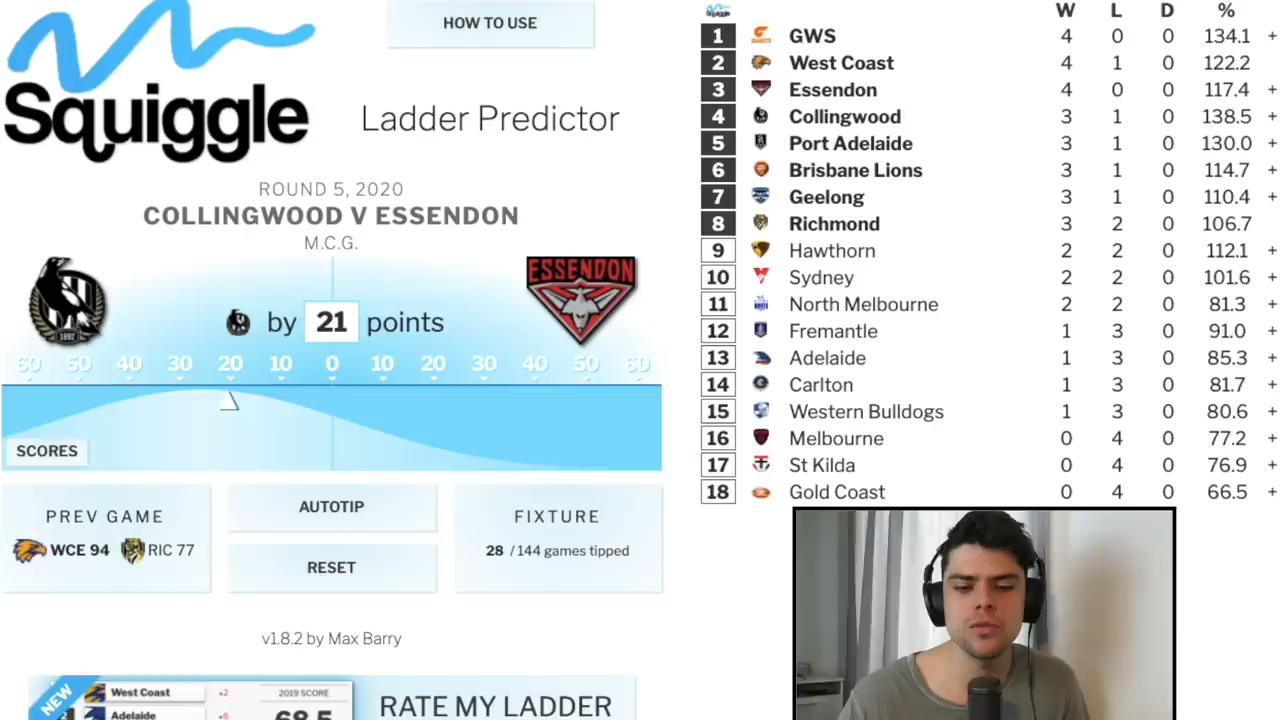 HOW TO USE
Squiggle
Ladder Predictor
ROUND 5, 2020
COLLINGWOOD V ESSENDON
M.C.G.
1892
ESSENDON
by 21 points
60 50 40 30 20 10 0 10 20 30 40 50 60
SCORES
PREV GAME
WCE 94 RIC 77
AUTOTIP
RESET
FIXTURE
28 / 144 games tipped
v1.8.2 by Max Barry
NEW
West Coast +2
Adelaide +6
2019 SCORE
68.5
RATE MY LADDER
Squiggle W L D %
1 GWS 4 0 0 134.1 +
2 West Coast 4 1 0 122.2
3 Essendon 4 0 0 117.4 +
4 Collingwood 3 1 0 138.5 +
5 Port Adelaide 3 1 0 130.0 +
6 Brisbane Lions 3 1 0 114.7 +
7 Geelong 3 1 0 110.4 +
8 Richmond 3 2 0 106.7
9 Hawthorn 2 2 0 112.1 +
10 Sydney 2 2 0 101.6 +
11 North Melbourne 2 2 0 81.3 +
12 Fremantle 1 3 0 91.0 +
13 Adelaide 1 3 0 85.3 +
14 Carlton 1 3 0 81.7 +
15 Western Bulldogs 1 3 0 80.6 +
16 Melbourne 0 4 0 77.2 +
17 St Kilda 0 4 0 76.9 +
18 Gold Coast 0 4 0 66.5 +